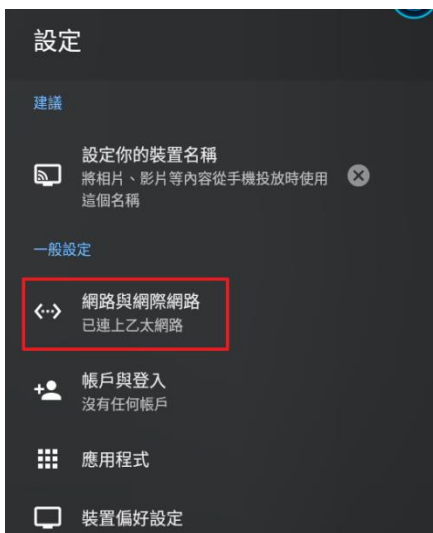 設定
建議
設定你的裝置名稱
將相片、影片等內容從手機投放時使用
這個名稱
一般設定
網路與網際網路
已連上乙太網路
帳戶與登入
沒有任何帳戶
應用程式
裝置偏好設定